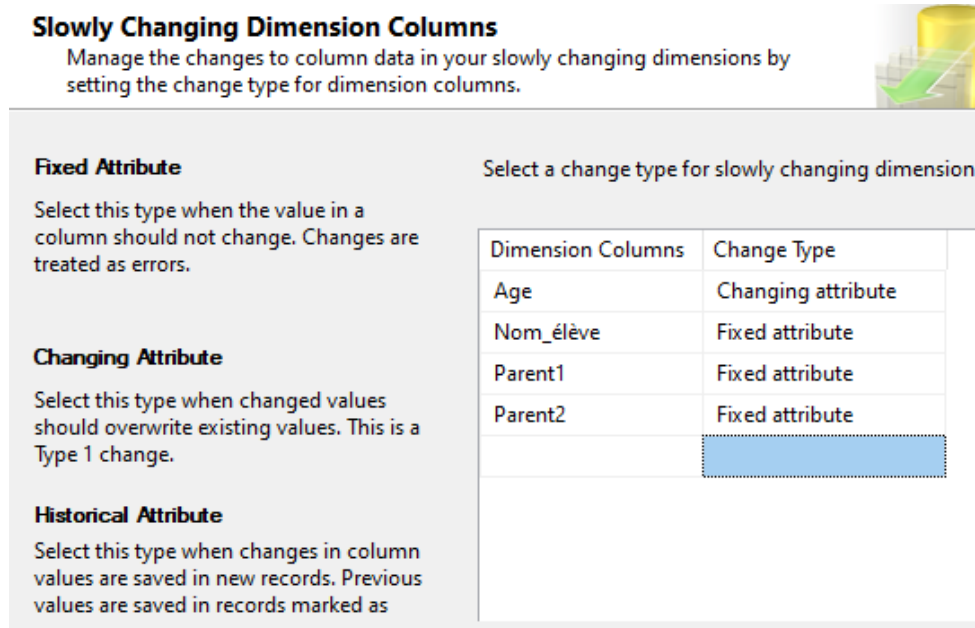 Slowly Changing Dimension Columns
Manage the changes to column data in your slowly changing dimensions by
setting the change type for dimension columns.
Fixed Attribute
Select this type when the value in a
column should not change. Changes are
treated as errors.
Changing Attribute
Select this type when changed values
should overwrite existing values. This is a
Type 1 change.
Historical Attribute
Select this type when changes in column
values are saved in new records. Previous
values are saved in records marked as
Select a change type for slowly changing dimension
Dimension Columns Change Type
Age Changing attribute
Nom_élève Fixed attribute
Parent1 Fixed attribute
Parent2 Fixed attribute